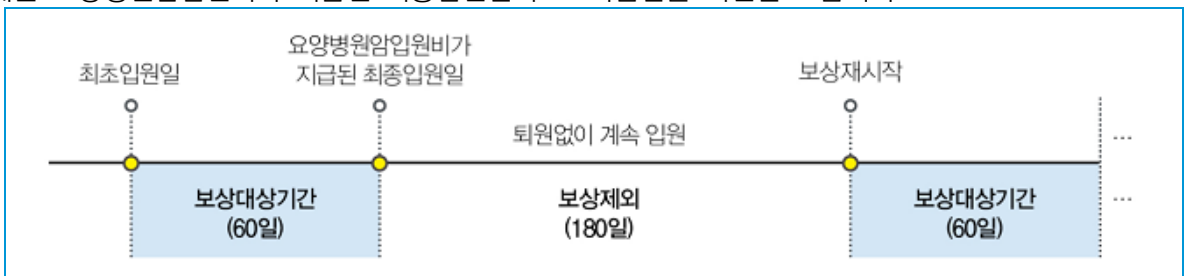 요양병원암입원비가
최초입원일 지급된 최종입원일 보상재시작
퇴원없이 계속 입원
...
보상대상기간 보상제외 보상대상기간 ...
(60일) (180일) (60일)